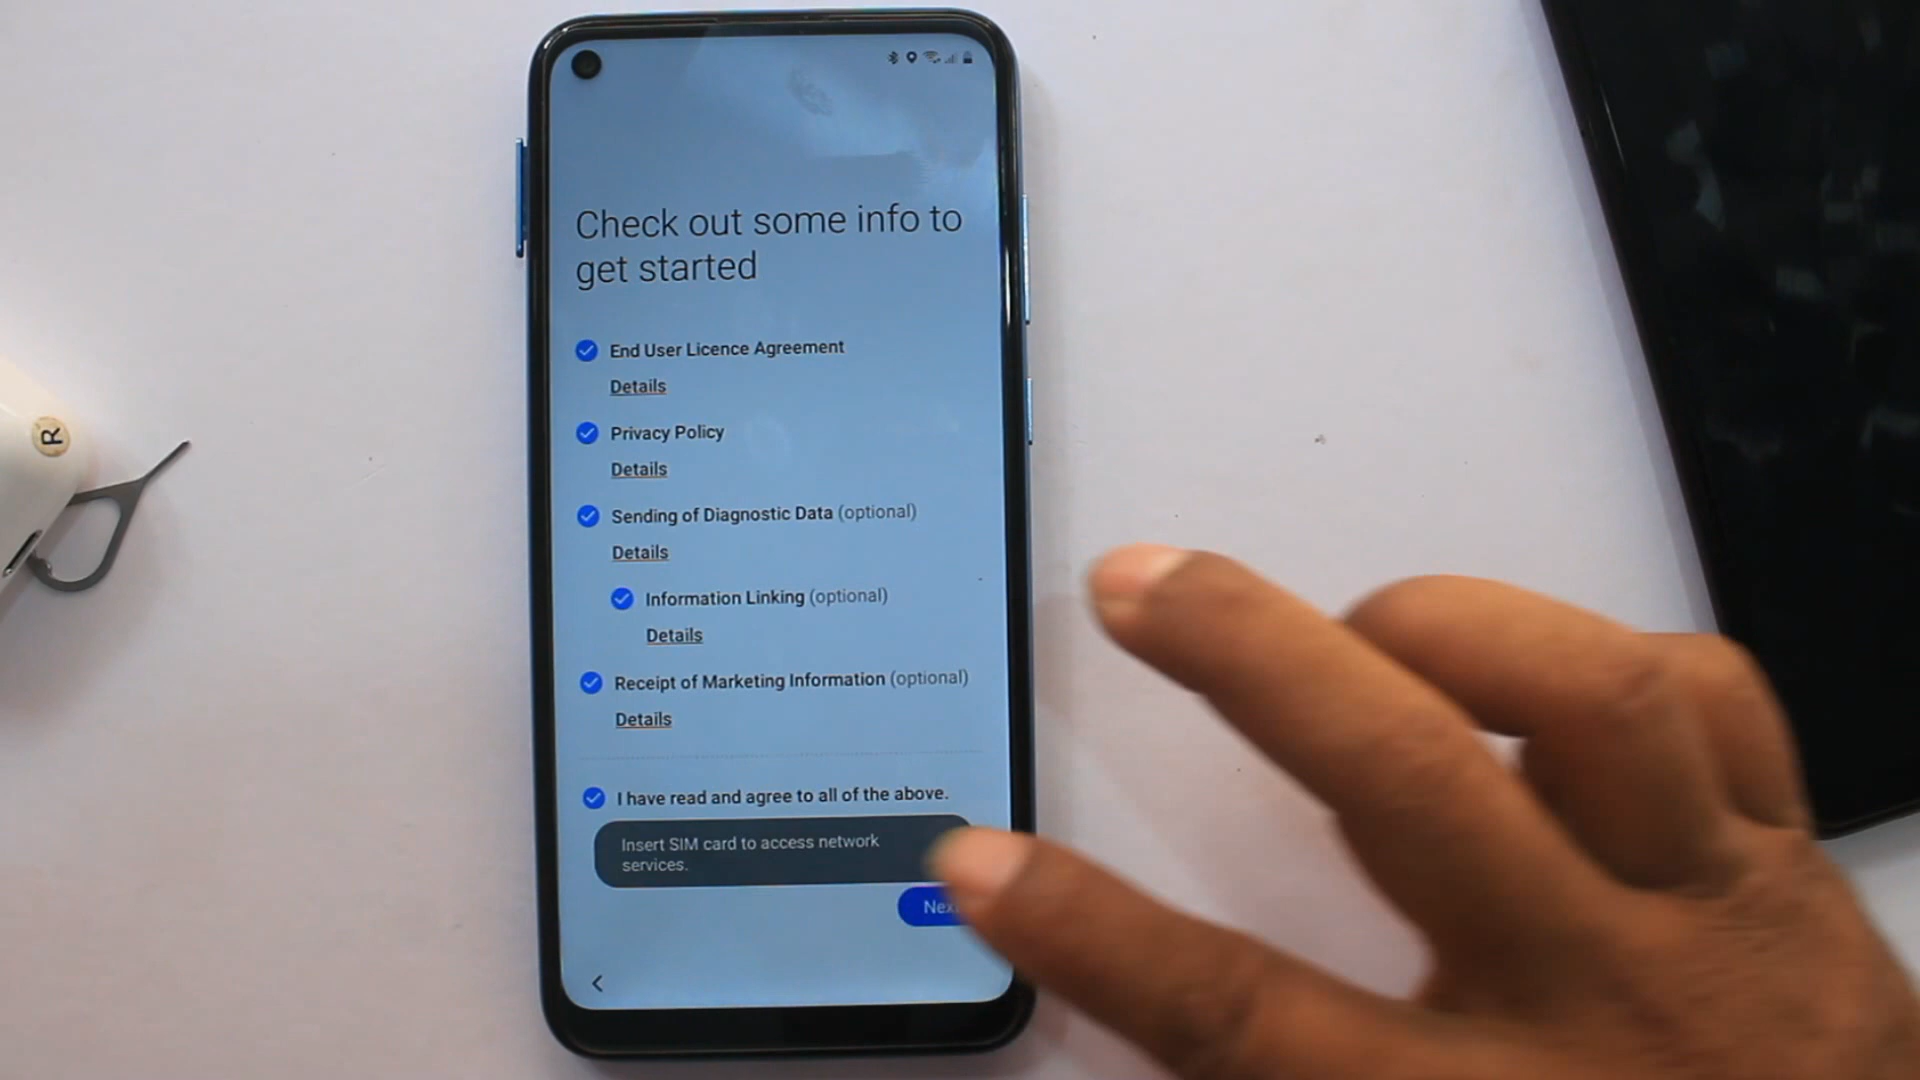 Check out some info to
get started
End User Licence Agreement
Details
Privacy Policy
Details
Sending of Diagnostic Data (optional)
Details
Information Linking (optional)
Details
Receipt of Marketing Information (optional)
Details
I have read and agree to all of the above.
Insert SIM card to access network
services.
Nex
R